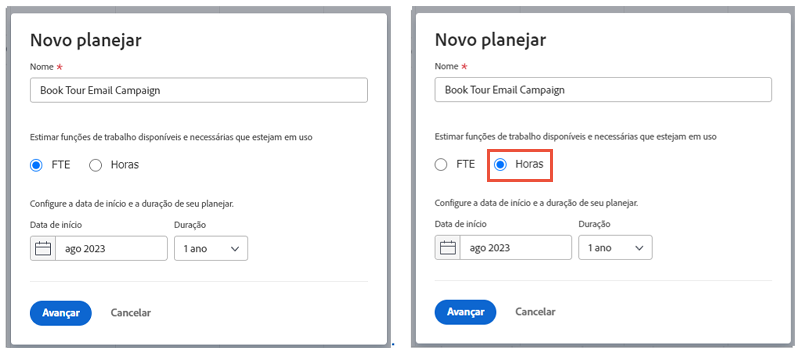 Novo planejar
Nome *
Book Tour Email Campaign
Estimar funções de trabalho disponíveis e necessárias que estejam em uso
FTE Horas
Configure a data de início e a duração de seu planejar.
Data de início Duração
ago 2023 1 ano
Avançar Cancelar
Novo planejar
Nome *
Book Tour Email Campaign
Estimar funções de trabalho disponíveis e necessárias que estejam em uso
FTE Horas
Configure a data de início e a duração de seu planejar.
Data de início Duração
ago 2023 1 ano
Avançar Cancelar